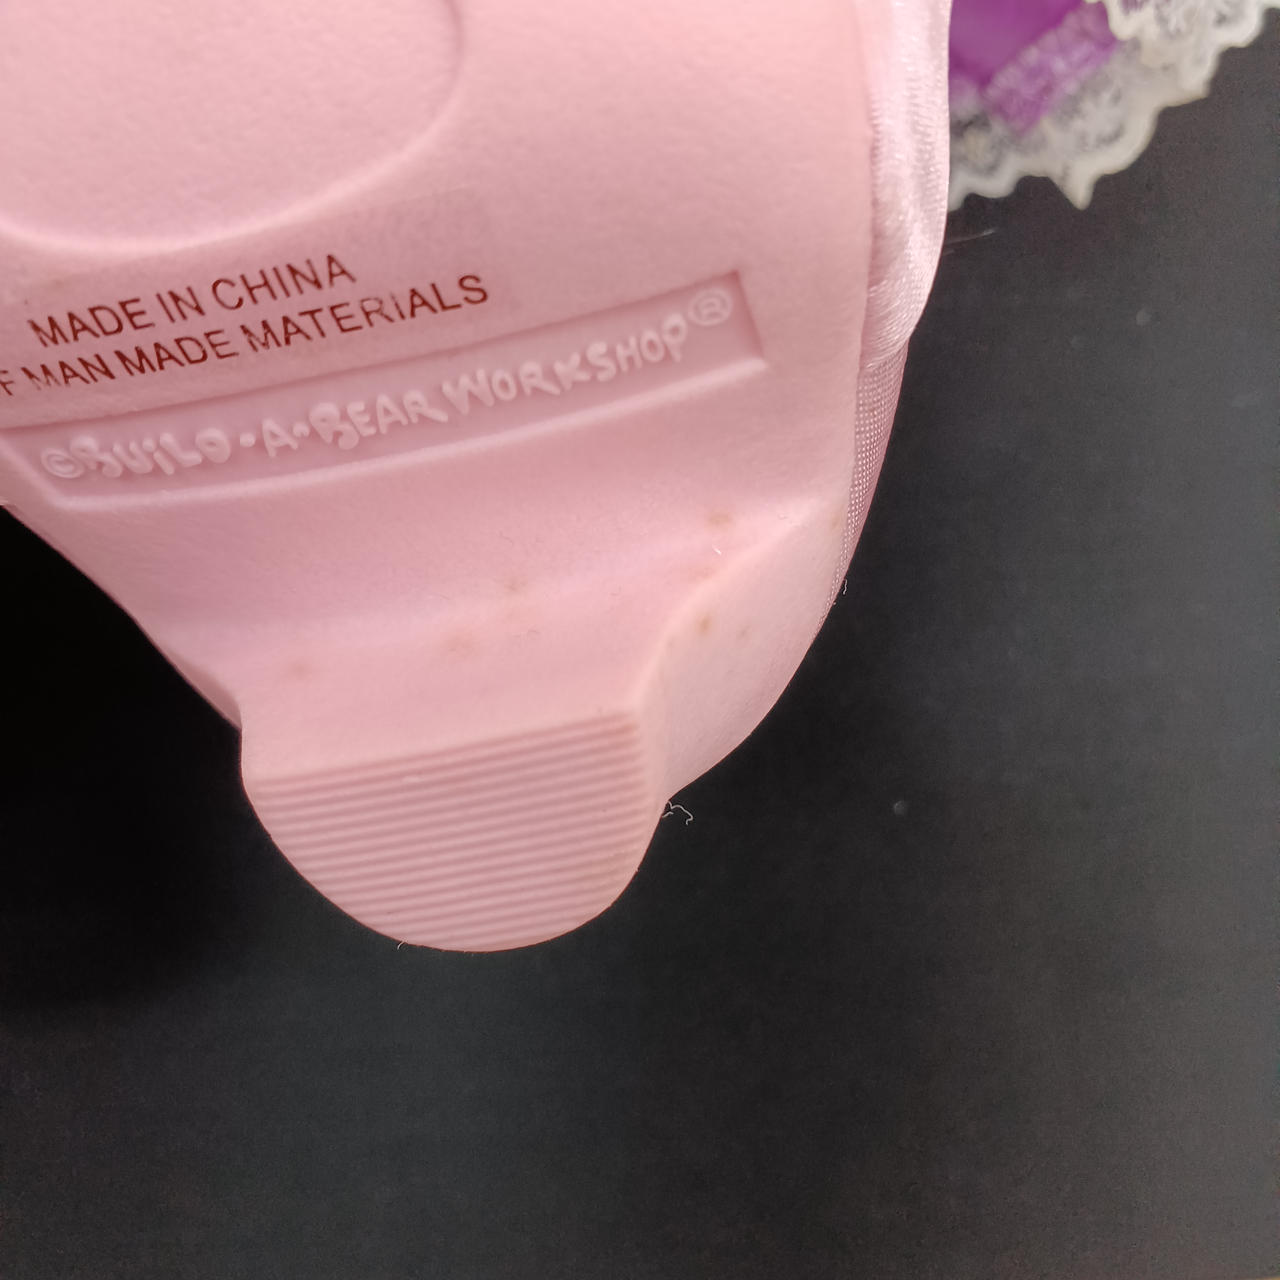 MADE IN CHINA
F MAN MADE MATERIALS
©BUILD•A•BEAR WORKSHOP®